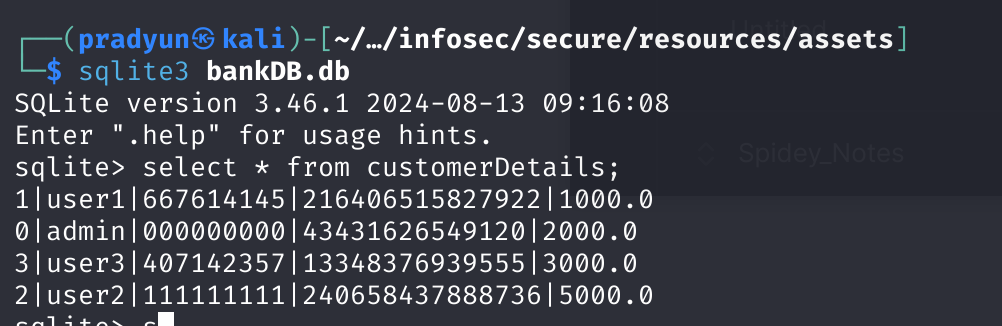 Untitled
┌──(pradyun㉿kali)-[~/…/infosec/secure/resources/assets]
└─$ sqlite3 bankDB.db
SQLite version 3.46.1 2024-08-13 09:16:08
Enter ".help" for usage hints.
sqlite> select * from customerDetails;
Spidey_Notes
1|user1|667614145|216406515827922|1000.0
0|admin|000000000|43431626549120|2000.0
3|user3|407142357|13348376939555|3000.0
2|user2|111111111|240658437888736|5000.0
sqlite> s